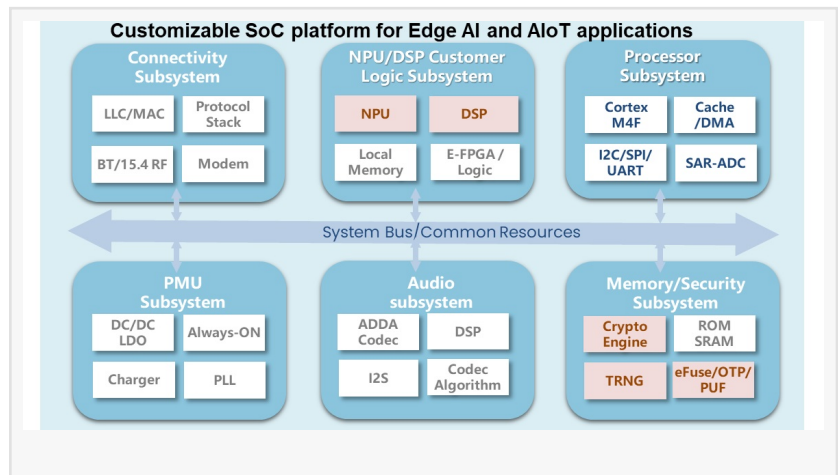 Customizable SoC platform for Edge AI and AIoT applications
Connectivity
Subsystem
LLC/MAC
Protocol
Stack
BT/15.4 RF
Modem
NPU/DSP Customer
Logic Subsystem
NPU
DSP
Local
Memory
E-FPGA /
Logic
Processor
Subsystem
Cortex
M4F
Cache
/DMA
I2C/SPI/
UART
SAR-ADC
System Bus/Common Resources
PMU
Subsystem
DC/DC
LDO
Always-ON
Charger
PLL
Audio
subsystem
ADDA
Codec
DSP
I2S
Codec
Algorithm
Memory/Security
Subsystem
Crypto
Engine
ROM
SRAM
TRNG
eFuse/OTP/
PUF